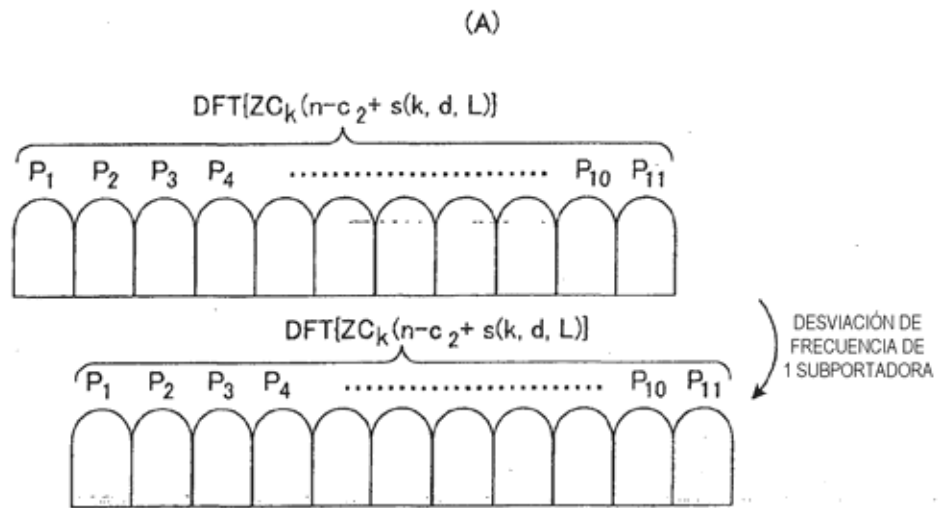 (A)
DFT{ZCk(n-c2+ s(k, d, L)}
P1 P2 P3 P4 ...................... P10 P11
DFT{ZCk(n-c2+ s(k, d, L)}
DESVIACIÓN DE
FRECUENCIA DE
1 SUBPORTADORA
P1 P2 P3 P4 ...................... P10 P11